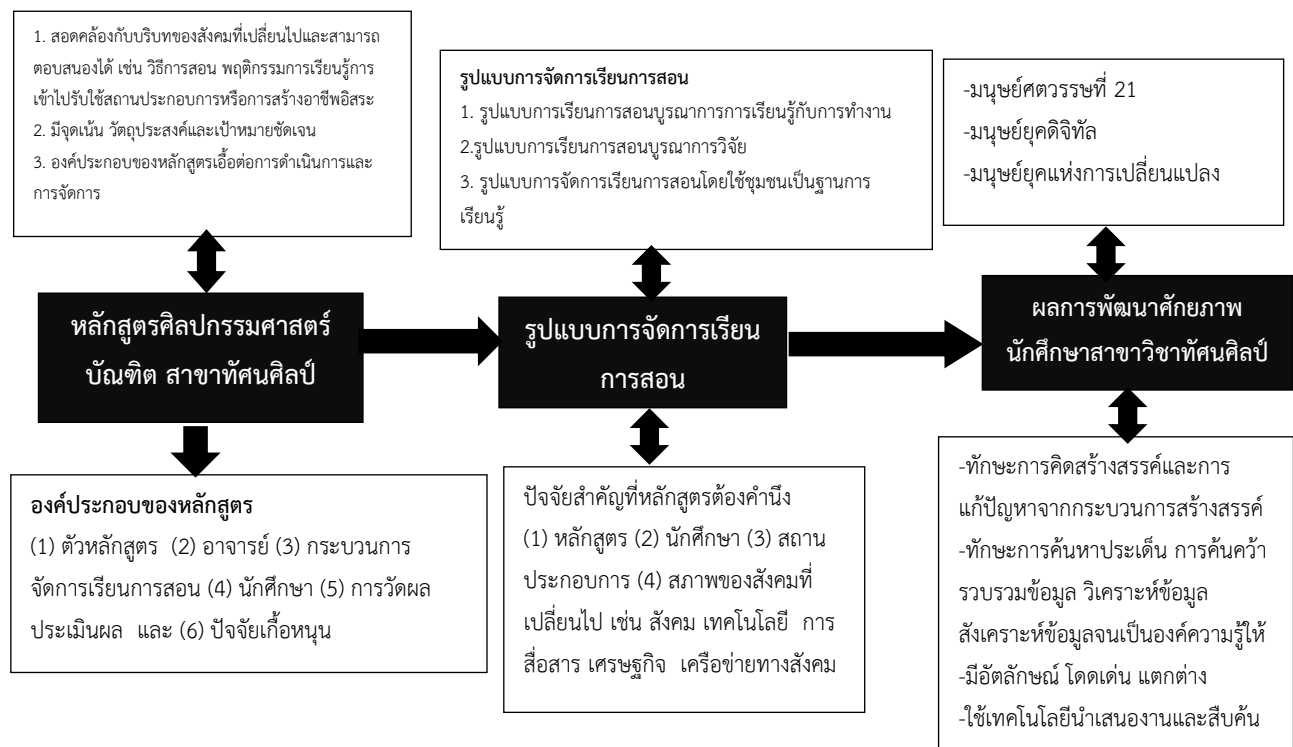 1. สอดคล้องกับบริบทของสังคมที่เปลี่ยนไปและสามารถ
ตอบสนองได้ เช่น วิธีการสอน พฤติกรรมการเรียนรู้การ
เข้าไปรับใช้สถานประกอบการหรือการสร้างอาชีพอิสระ
2. มีจุดเน้น วัตถุประสงค์และเป้าหมายชัดเจน
3. องค์ประกอบของหลักสูตรเอื้อต่อการดำเนินการและ
การจัดการ
รูปแบบการจัดการเรียนการสอน
1. รูปแบบการเรียนการสอนบูรณาการการเรียนรู้กับการทำงาน
2.รูปแบบการเรียนการสอนบูรณาการวิจัย
3. รูปแบบการจัดการเรียนการสอนโดยใช้ชุมชนเป็นฐานการ
เรียนรู้
-มนุษย์ศตวรรษที่ 21
-มนุษย์ยุคดิจิทัล
-มนุษย์ยุคแห่งการเปลี่ยนแปลง
หลักสูตรศิลปกรรมศาสตร์
บัณฑิต สาขาทัศนศิลป์
รูปแบบการจัดการเรียน
การสอน
ผลการพัฒนาศักยภาพ
นักศึกษาสาขาวิชาทัศนศิลป์
องค์ประกอบของหลักสูตร
(1) ตัวหลักสูตร (2) อาจารย์ (3) กระบวนการ
จัดการเรียนการสอน (4) นักศึกษา (5) การวัดผล
ประเมินผล และ (6) ปัจจัยเกื้อหนุน
ปัจจัยสำคัญที่หลักสูตรต้องคำนึง
(1) หลักสูตร (2) นักศึกษา (3) สถาน
ประกอบการ (4) สภาพของสังคมที่
เปลี่ยนไป เช่น สังคม เทคโนโลยี การ
สื่อสาร เศรษฐกิจ เครือข่ายทางสังคม
-ทักษะการคิดสร้างสรรค์และการ
แก้ปัญหาจากกระบวนการสร้างสรรค์
-ทักษะการค้นหาประเด็น การค้นคว้า
รวบรวมข้อมูล วิเคราะห์ข้อมูล
สังเคราะห์ข้อมูลจนเป็นองค์ความรู้ให้
-มีอัตลักษณ์ โดดเด่น แตกต่าง
-ใช้เทคโนโลยีนำเสนองานและสืบค้น